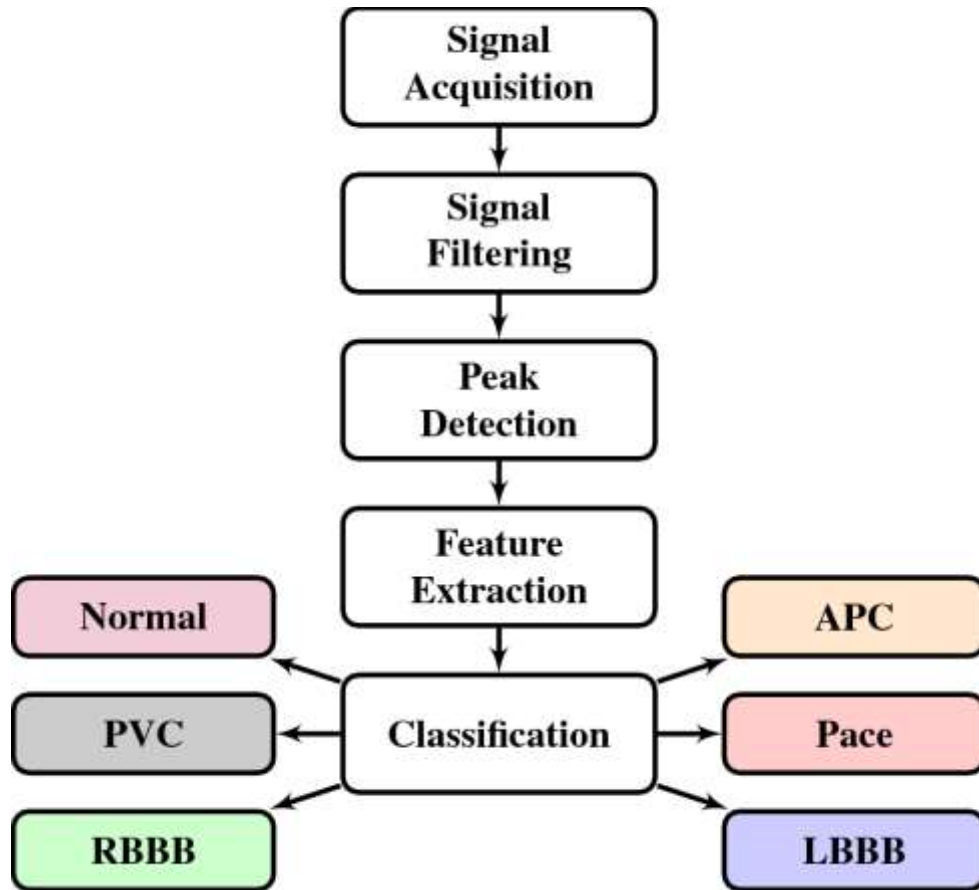 Signal
Acquisition
Signal
Filtering
Peak
Detection
Feature
Extraction
Normal
APC
PVC
Classification
Pace
RBBB
LBBB